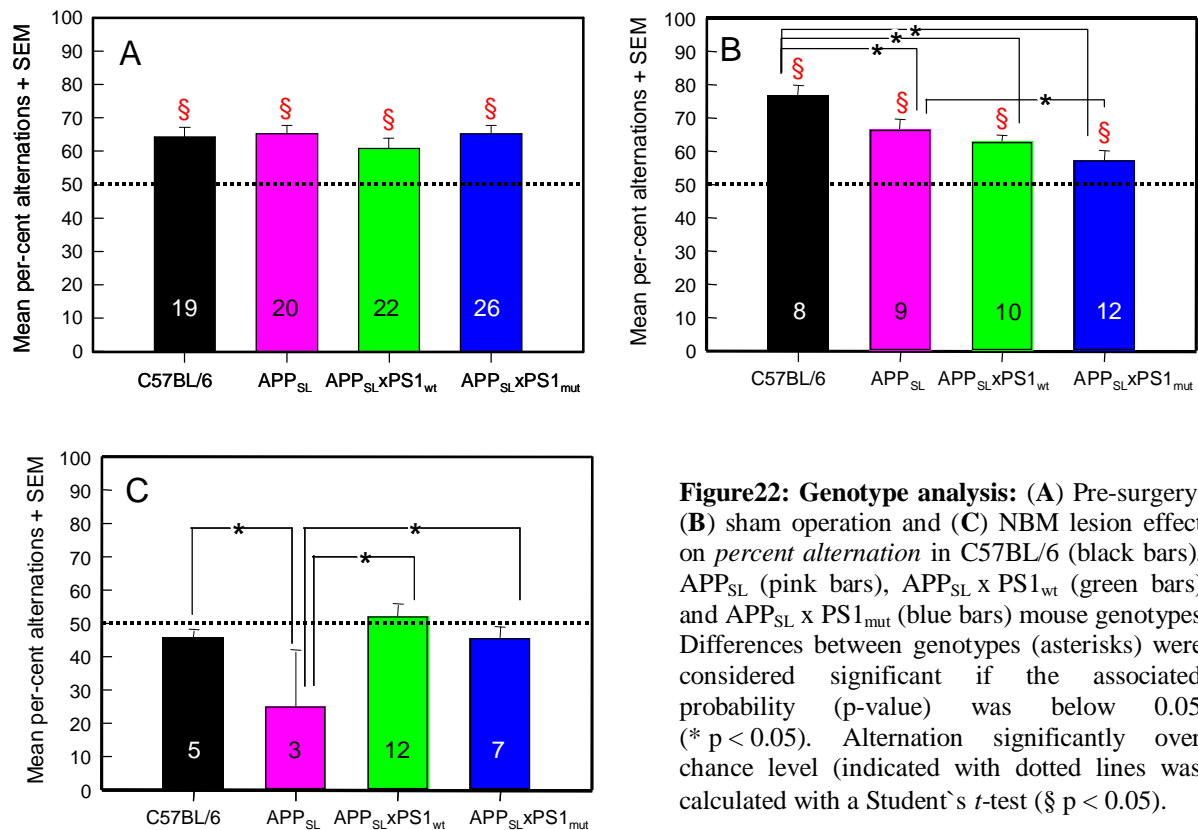 Mean per-cent alternations + SEM
100
90
80
70
60
50
40
30
20
10
0
A
§ § § §
19 20 22 26
C57BL/6 APPSL APPSLxPS1wt APPSLxPS1mut
Mean per-cent alternations + SEM
100
90
80
70
60
50
40
30
20
10
0
B
*
*
*
*
§ § § §
8 9 10 12
C57BL/6 APPSL APPSLxPS1wt APPSLxPS1mut
Mean per-cent alternations + SEM
100
90
80
70
60
50
40
30
20
10
0
C
* *
*
5 3 12 7
C57BL/6 APPSL APPSLxPS1wt APPSLxPS1mut
Figure22: Genotype analysis: (A) Pre-surgery
(B) sham operation and (C) NBM lesion effect
on percent alternation in C57BL/6 (black bars),
APPSL (pink bars), APPSL x PS1wt (green bars)
and APPSL x PS1mut (blue bars) mouse genotypes
Differences between genotypes (asterisks) were
considered significant if the associated
probability (p-value) was below 0.05
(* p < 0.05). Alternation significantly over
chance level (indicated with dotted lines was
calculated with a Student`s t-test (§ p < 0.05).